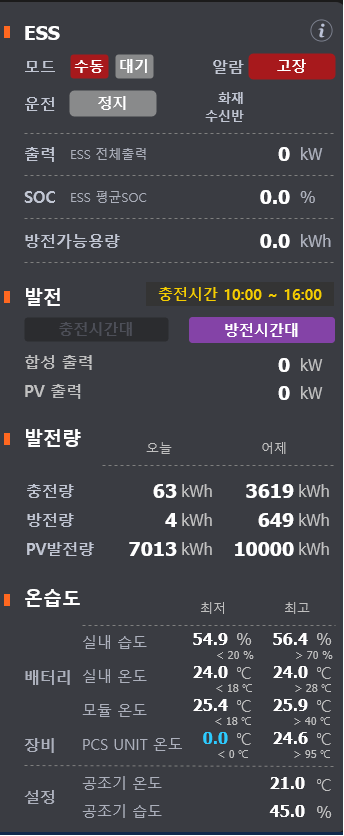 ESS
모드 수동 대기 알람 고장
운전 정지 화재
수신반
출력 ESS 전체출력 0 kW
SOC ESS 평균SOC 0.0 %
방전가능용량 0.0 kWh
발전 충전시간 10:00 ~ 16:00
충전시간대 방전시간대
합성 출력 0 kW
PV 출력 0 kW
발전량 오늘 어제
충전량 63 kWh 3619 kWh
방전량 4 kWh 649 kWh
PV발전량 7013 kWh 10000 kWh
온습도 최저 최고
실내 습도 54.9 % 56.4 %
< 20 % > 70 %
배터리 실내 온도 24.0 ℃ 24.0 ℃
< 18 ℃ > 28 ℃
모듈 온도 25.4 ℃ 25.9 ℃
< 18 ℃ > 40 ℃
장비 PCS UNIT 온도 0.0 ℃ 24.6 ℃
< 0 ℃ > 95 ℃
설정 공조기 온도 21.0 ℃
공조기 습도 45.0 %